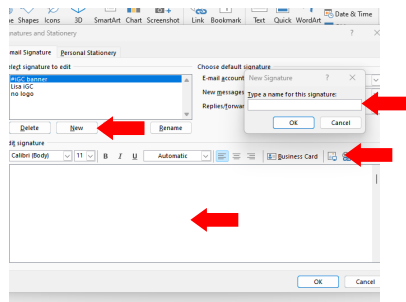 Shapes Icons 3D SmartArt Chart Screenshot Link Bookmark Text Quick WordArt Date & Time
natures and Stationery ? ×
mail Signature Personal Stationery
elect signature to edit Choose default signature
#iGC banner E-mail account New Signature ? ×
Lisa iGC
no logo New messages Type a name for this signature:
Replies/forwar
Delete New Rename OK Cancel
dit signature
Calibri (Body) 11 B I U Automatic Business Card
OK Cancel